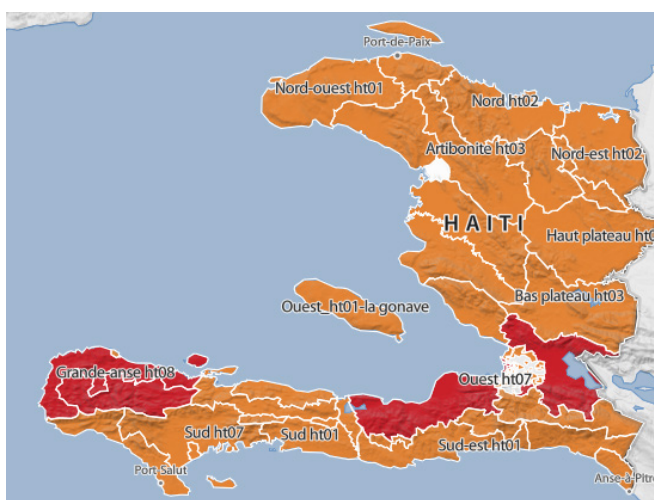 Port-de-Paix
Nord-ouest ht01
Nord ht02
Artibonite ht03
Nord-est ht02
HAITI
Haut plateau ht0
Bas plateau ht03
Ouest_ht01-la gonave
Grande-anse ht08
Ouest ht07
Sud ht07
Sud ht01
Sud-est ht01
Port Salut
Anse-à-Pitre